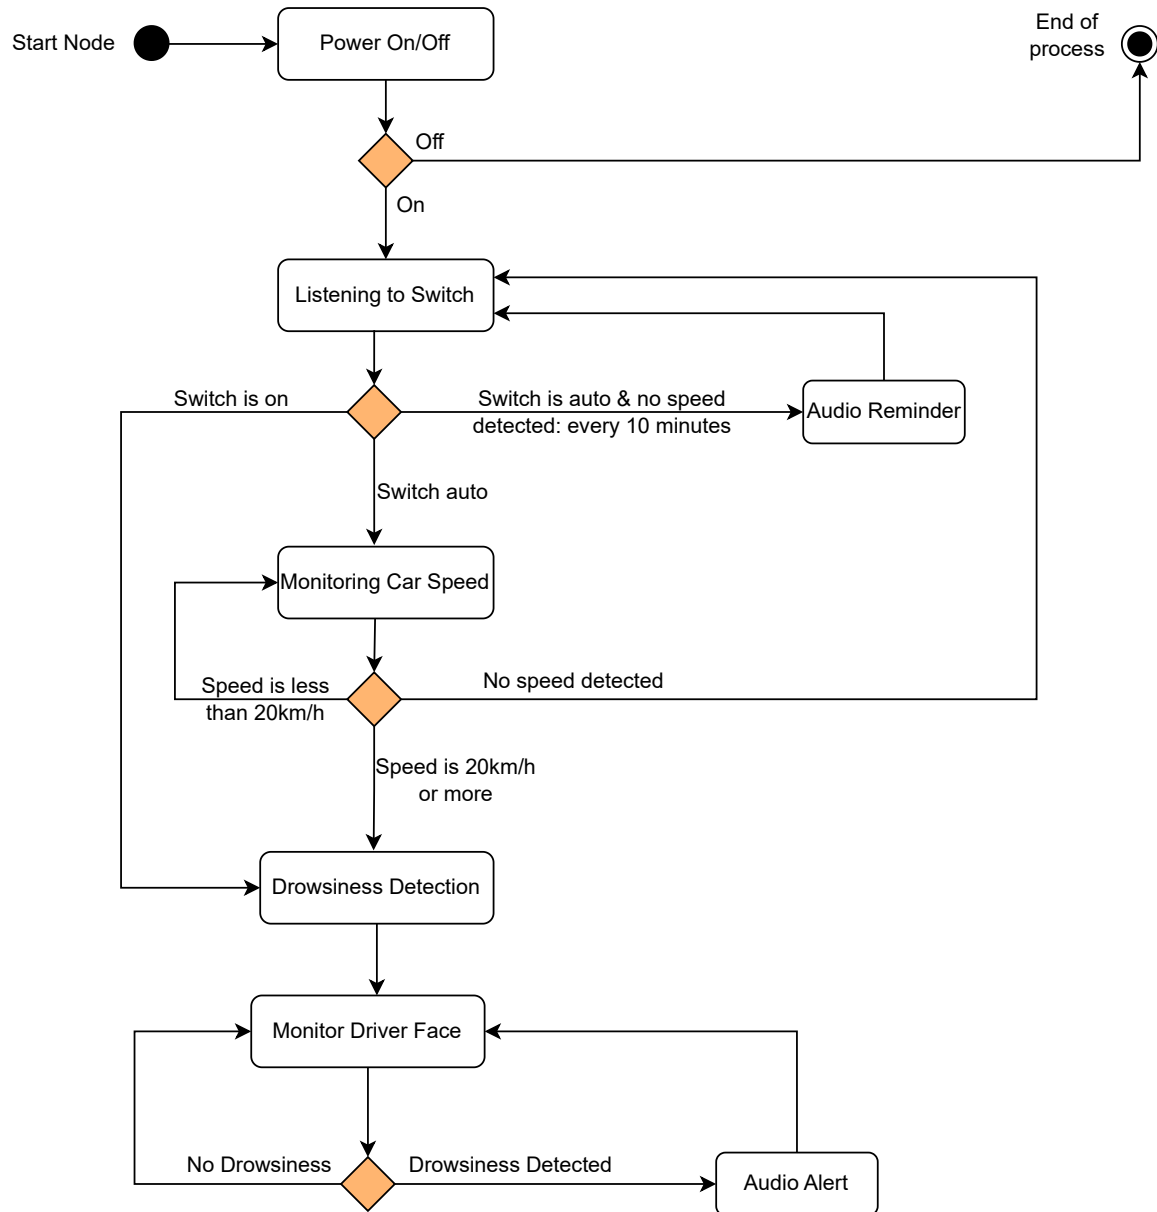 Start Node
Power On/Off
End of
process
Off
On
Listening to Switch
Switch is on
Switch is auto & no speed
detected: every 10 minutes
Audio Reminder
Switch auto
Monitoring Car Speed
Speed is less
than 20km/h
No speed detected
Speed is 20km/h
or more
Drowsiness Detection
Monitor Driver Face
No Drowsiness
Drowsiness Detected
Audio Alert